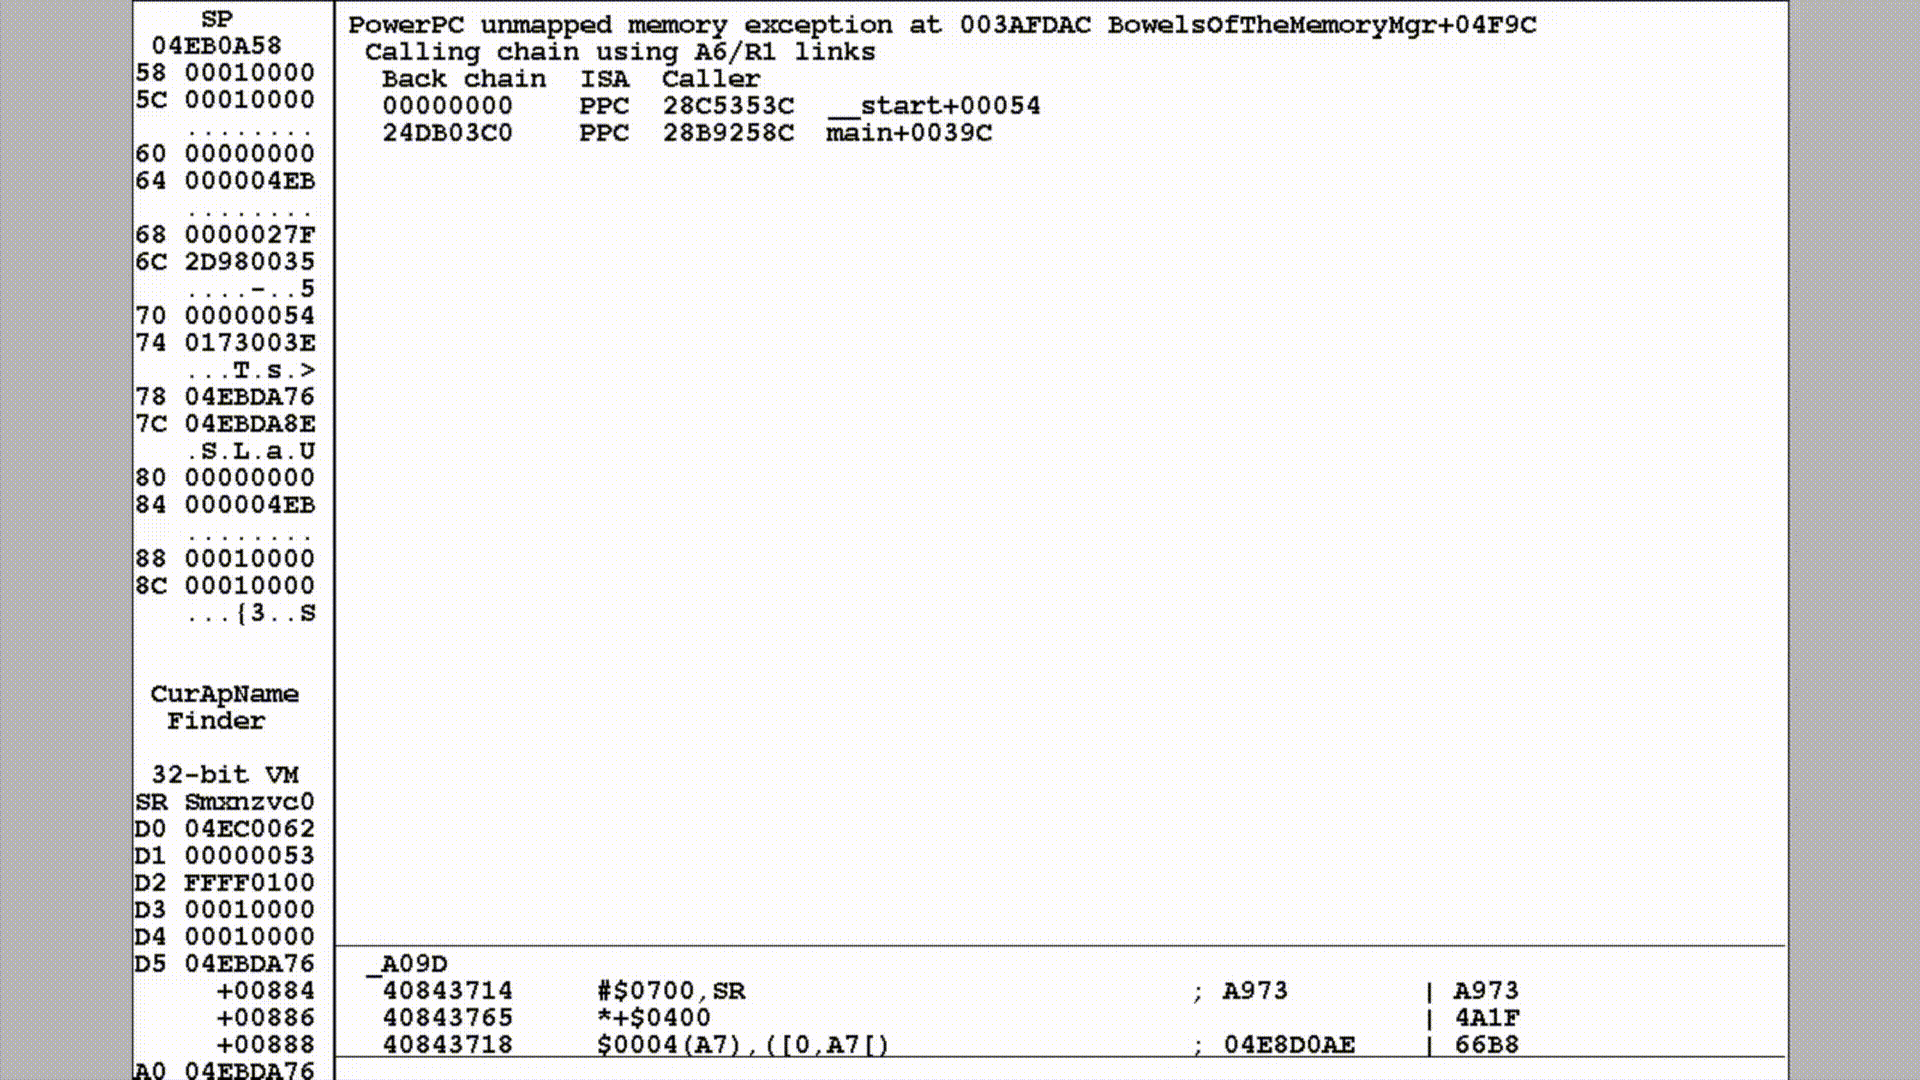 SP
04EB0A58
58 00010000
5C 00010000
........
60 00000000
64 000004EB
........
68 0000027F
6C 2D980035
....-..5
70 00000054
74 0173003E
...T.s.>
78 04EBDA76
7C 04EBDA8E
.S.L.a.U
80 00000000
84 000004EB
........
88 00010000
8C 00010000
...{3..S
CurApName
Finder
32-bit VM
SR Smxnzvc0
D0 04EC0062
D1 00000053
D2 FFFF0100
D3 00010000
D4 00010000
D5 04EBDA76
+00884
+00886
+00888
A0 04EBDA76
PowerPC unmapped memory exception at 003AFDAC BowelsOfTheMemoryMgr+04F9C
Calling chain using A6/R1 links
Back chain  ISA  Caller
00000000    PPC  28C5353C  __start+00054
24DB03C0    PPC  28B9258C  main+0039C
_A09D
40843714     #$0700,SR                           ; A973        | A973
40843765     *+$0400                                           | 4A1F
40843718     $0004(A7),([0,A7[)                  ; 04E8D0AE    | 66B8